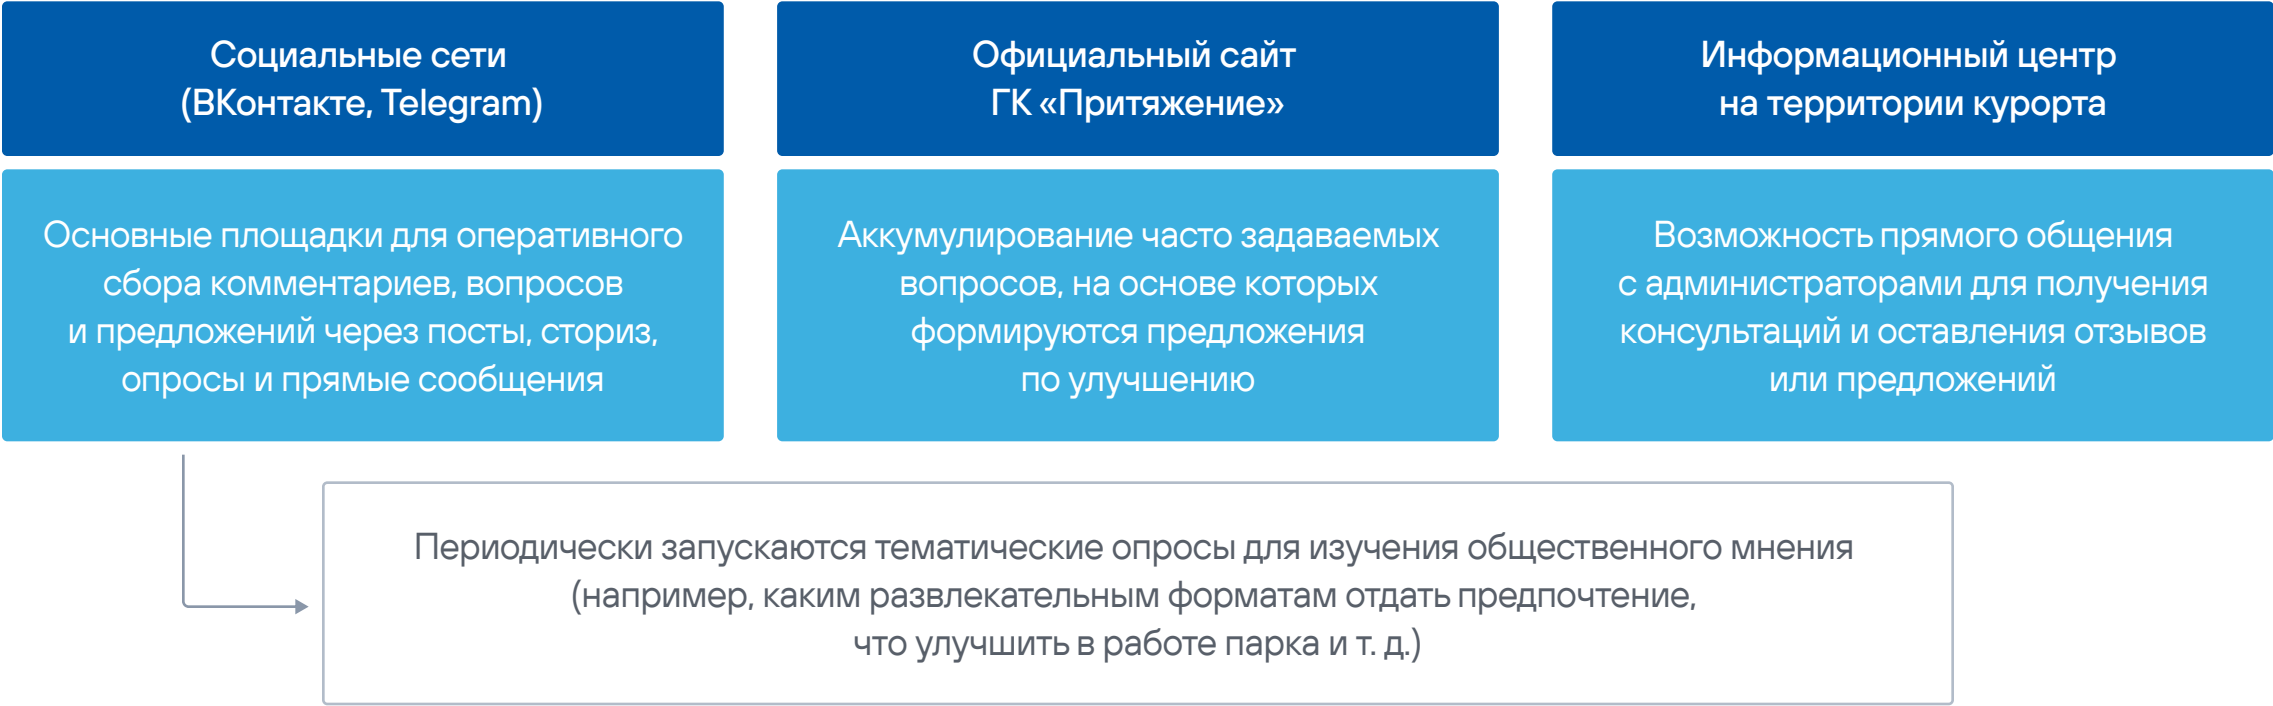 Социальные сети
(ВКонтакте, Telegram)
Основные площадки для оперативного
сбора комментариев, вопросов
и предложений через посты, сториз,
опросы и прямые сообщения
Официальный сайт
ГК «Притяжение»
Аккумулирование часто задаваемых
вопросов, на основе которых
формируются предложения
по улучшению
Информационный центр
на территории курорта
Возможность прямого общения
с администраторами для получения
консультаций и оставления отзывов
или предложений
Периодически запускаются тематические опросы для изучения общественного мнения
(например, каким развлекательным форматам отдать предпочтение,
что улучшить в работе парка и т. д.)